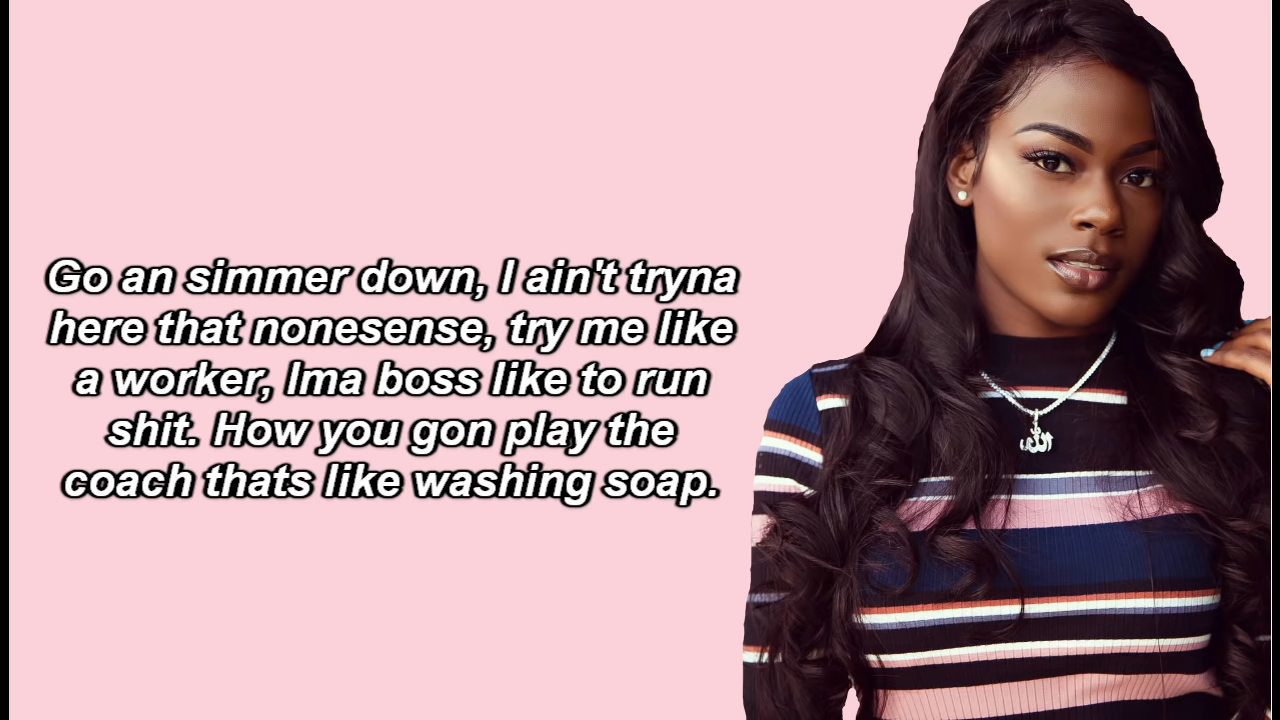 Go an simmer down, I ain't tryna
here that nonesense, try me like
a worker, Ima boss like to run
shit. How you gon play the
coach thats like washing soap.
الله